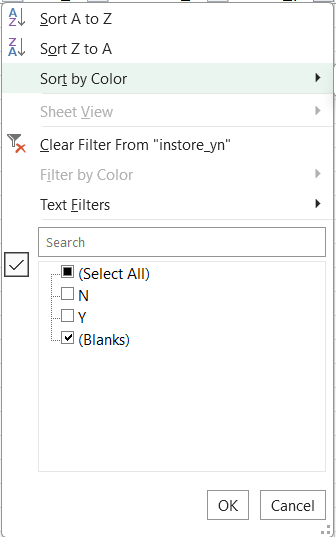 Sort A to Z
Sort Z to A
Sort by Color
Sheet View
Clear Filter From "instore_yn"
Filter by Color
Text Filters
Search
(Select All)
N
Y
(Blanks)
OK
Cancel